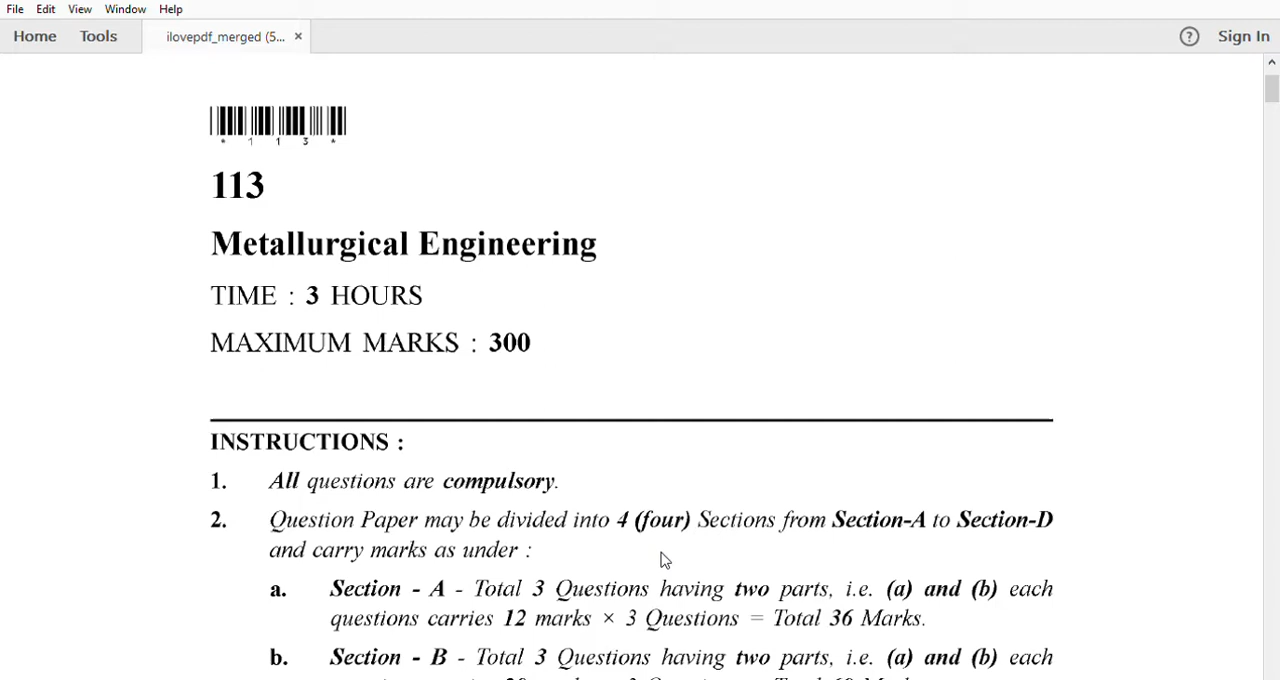 File Edit View Window Help
Home Tools ilovepdf_merged (5... × ? Sign In
* 1 1 3 *
113
Metallurgical Engineering
TIME : 3 HOURS
MAXIMUM MARKS : 300
INSTRUCTIONS :
1. All questions are compulsory.
2. Question Paper may be divided into 4 (four) Sections from Section-A to Section-D
and carry marks as under :
a. Section - A - Total 3 Questions having two parts, i.e. (a) and (b) each
questions carries 12 marks × 3 Questions = Total 36 Marks.
b. Section - B - Total 3 Questions having two parts, i.e. (a) and (b) each